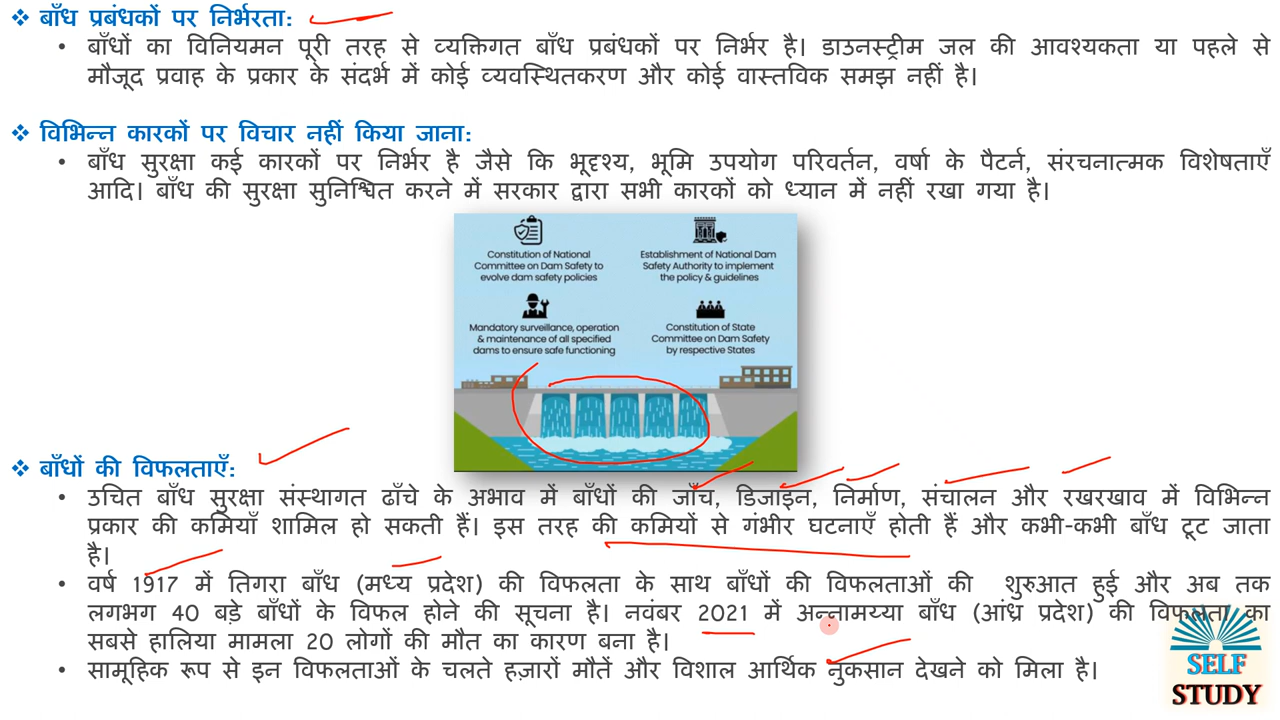 ❖ बाँध प्रबंधकों पर निर्भरता:
• बाँधों का विनियमन पूरी तरह से व्यक्तिगत बाँध प्रबंधकों पर निर्भर है। डाउनस्ट्रीम जल की आवश्यकता या पहले से
मौजूद प्रवाह के प्रकार के संदर्भ में कोई व्यवस्थितकरण और कोई वास्तविक समझ नहीं है।
❖ विभिन्न कारकों पर विचार नहीं किया जाना:
• बाँध सुरक्षा कई कारकों पर निर्भर है जैसे कि भूदृश्य, भूमि उपयोग परिवर्तन, वर्षा के पैटर्न, संरचनात्मक विशेषताएँ
आदि। बाँध की सुरक्षा सुनिश्चित करने में सरकार द्वारा सभी कारकों को ध्यान में नहीं रखा गया है।
Constitution of National
Committee on Dam Safety to
evolve dam safety policies
Establishment of National Dam
Safety Authority to implement
the policy & guidelines
Mandatory surveillance, operation
& maintenance of all specified
dams to ensure safe functioning
Constitution of State
Committee on Dam Safety
by respective States
❖ बाँधों की विफलताएँ:
• उचित बाँध सुरक्षा संस्थागत ढाँचे के अभाव में बाँधों की जाँच, डिजाइन, निर्माण, संचालन और रखरखाव में विभिन्न
प्रकार की कमियाँ शामिल हो सकती हैं। इस तरह की कमियों से गंभीर घटनाएँ होती हैं और कभी-कभी बाँध टूट जाता
है।
• वर्ष 1917 में तिगरा बाँध (मध्य प्रदेश) की विफलता के साथ बाँधों की विफलताओं की शुरुआत हुई और अब तक
लगभग 40 बड़े बाँधों के विफल होने की सूचना है। नवंबर 2021 में अन्नामय्या बाँध (आंध्र प्रदेश) की विफलता का
सबसे हालिया मामला 20 लोगों की मौत का कारण बना है।
• सामूहिक रूप से इन विफलताओं के चलते हज़ारों मौतें और विशाल आर्थिक नुकसान देखने को मिला है।
SELF
STUDY